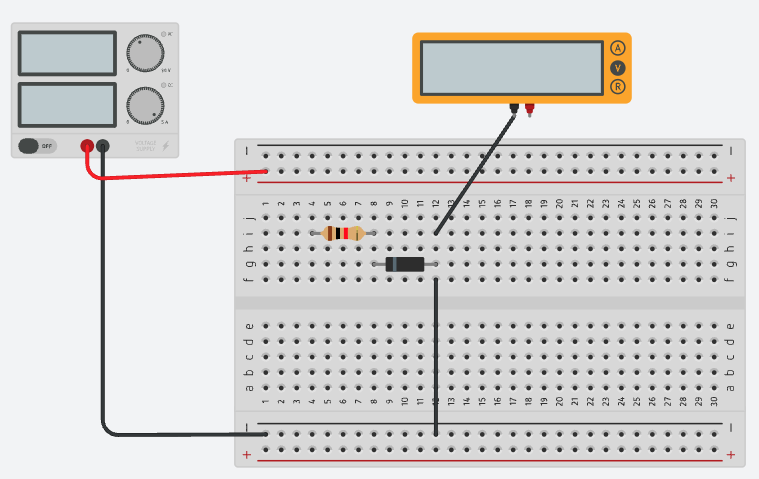 OFF
VOLTAGE
SUPPLY
A
V
R
- -
+ +
1 2 3 4 5 6 7 8 9 10 11 12 13 14 15 16 17 18 19 20 21 22 23 24 25 26 27 28 29 30
j j
i i
h h
g g
f f
e e
d d
c c
b b
a a
1 2 3 4 5 6 7 8 9 10 11 12 13 14 15 16 17 18 19 20 21 22 23 24 25 26 27 28 29 30
- -
+ +